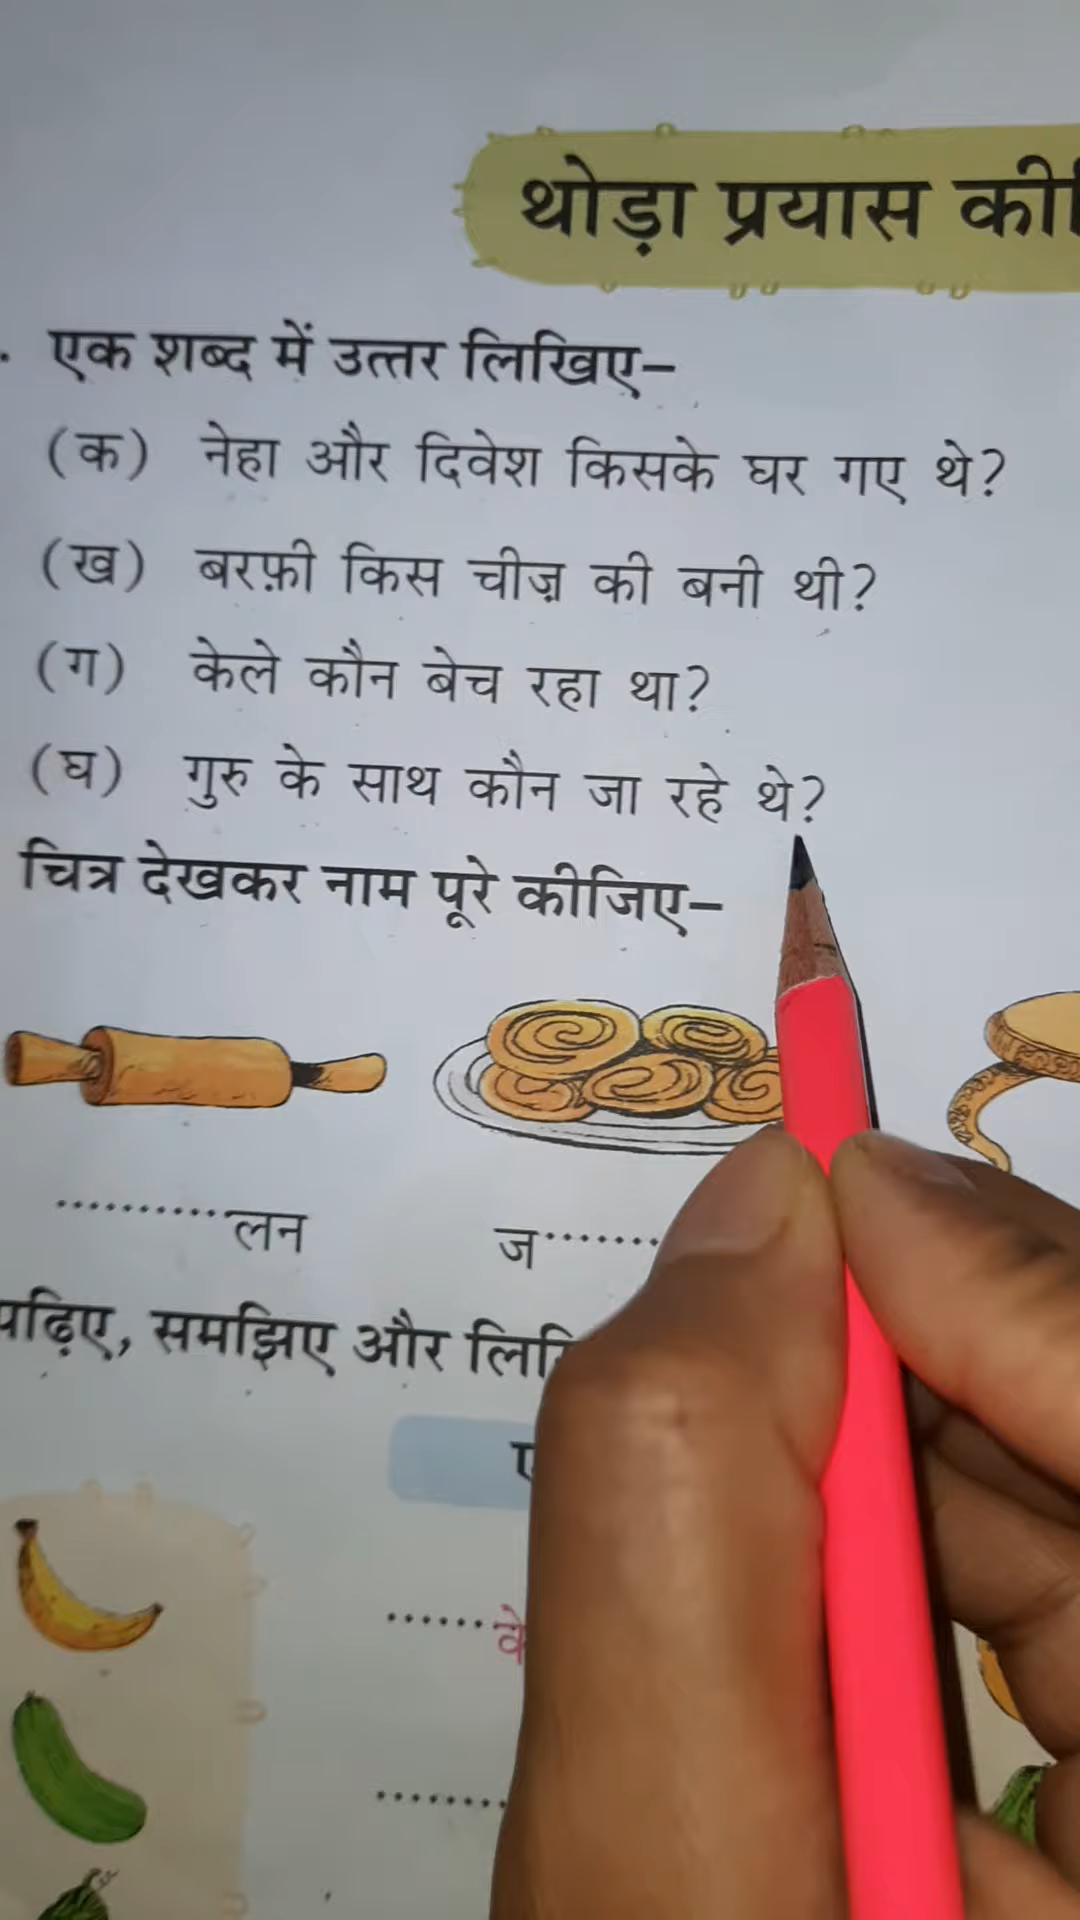 थोड़ा प्रयास
एक शब्द में उत्तर लिखिए–
(क) नेहा और दिवेश किसके घर गए थे?
(ख) बरफ़ी किस चीज़ की बनी थी?
(ग) केले कौन बेच रहा था?
(घ) गुरु के साथ कौन जा रहे थे?
चित्र देखकर नाम पूरे कीजिए–
..........लन ज.......
पढ़िए, समझिए और
......के
.......